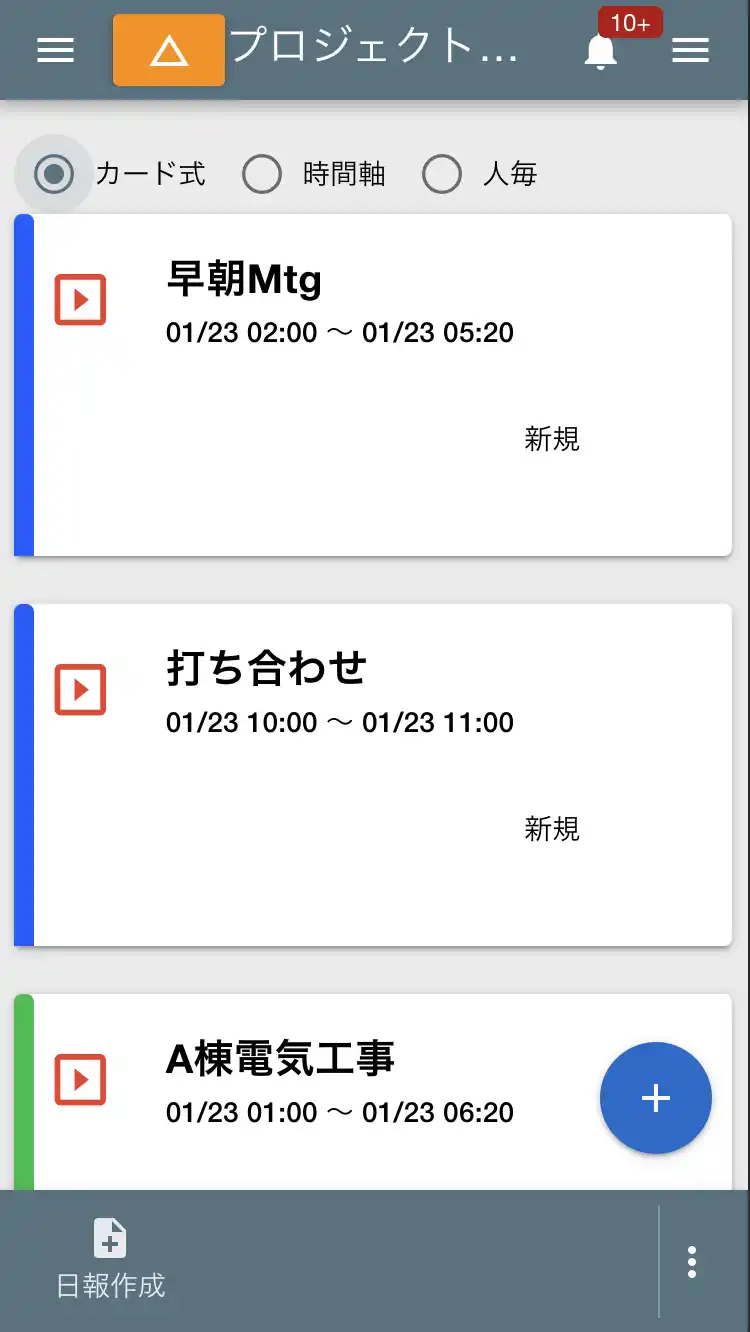 プロジェクト...
10+
カード式
時間軸
人毎
早朝Mtg
01/23 02:00 〜 01/23 05:20
新規
打ち合わせ
01/23 10:00 〜 01/23 11:00
新規
A棟電気工事
01/23 01:00 〜 01/23 06:20
日報作成